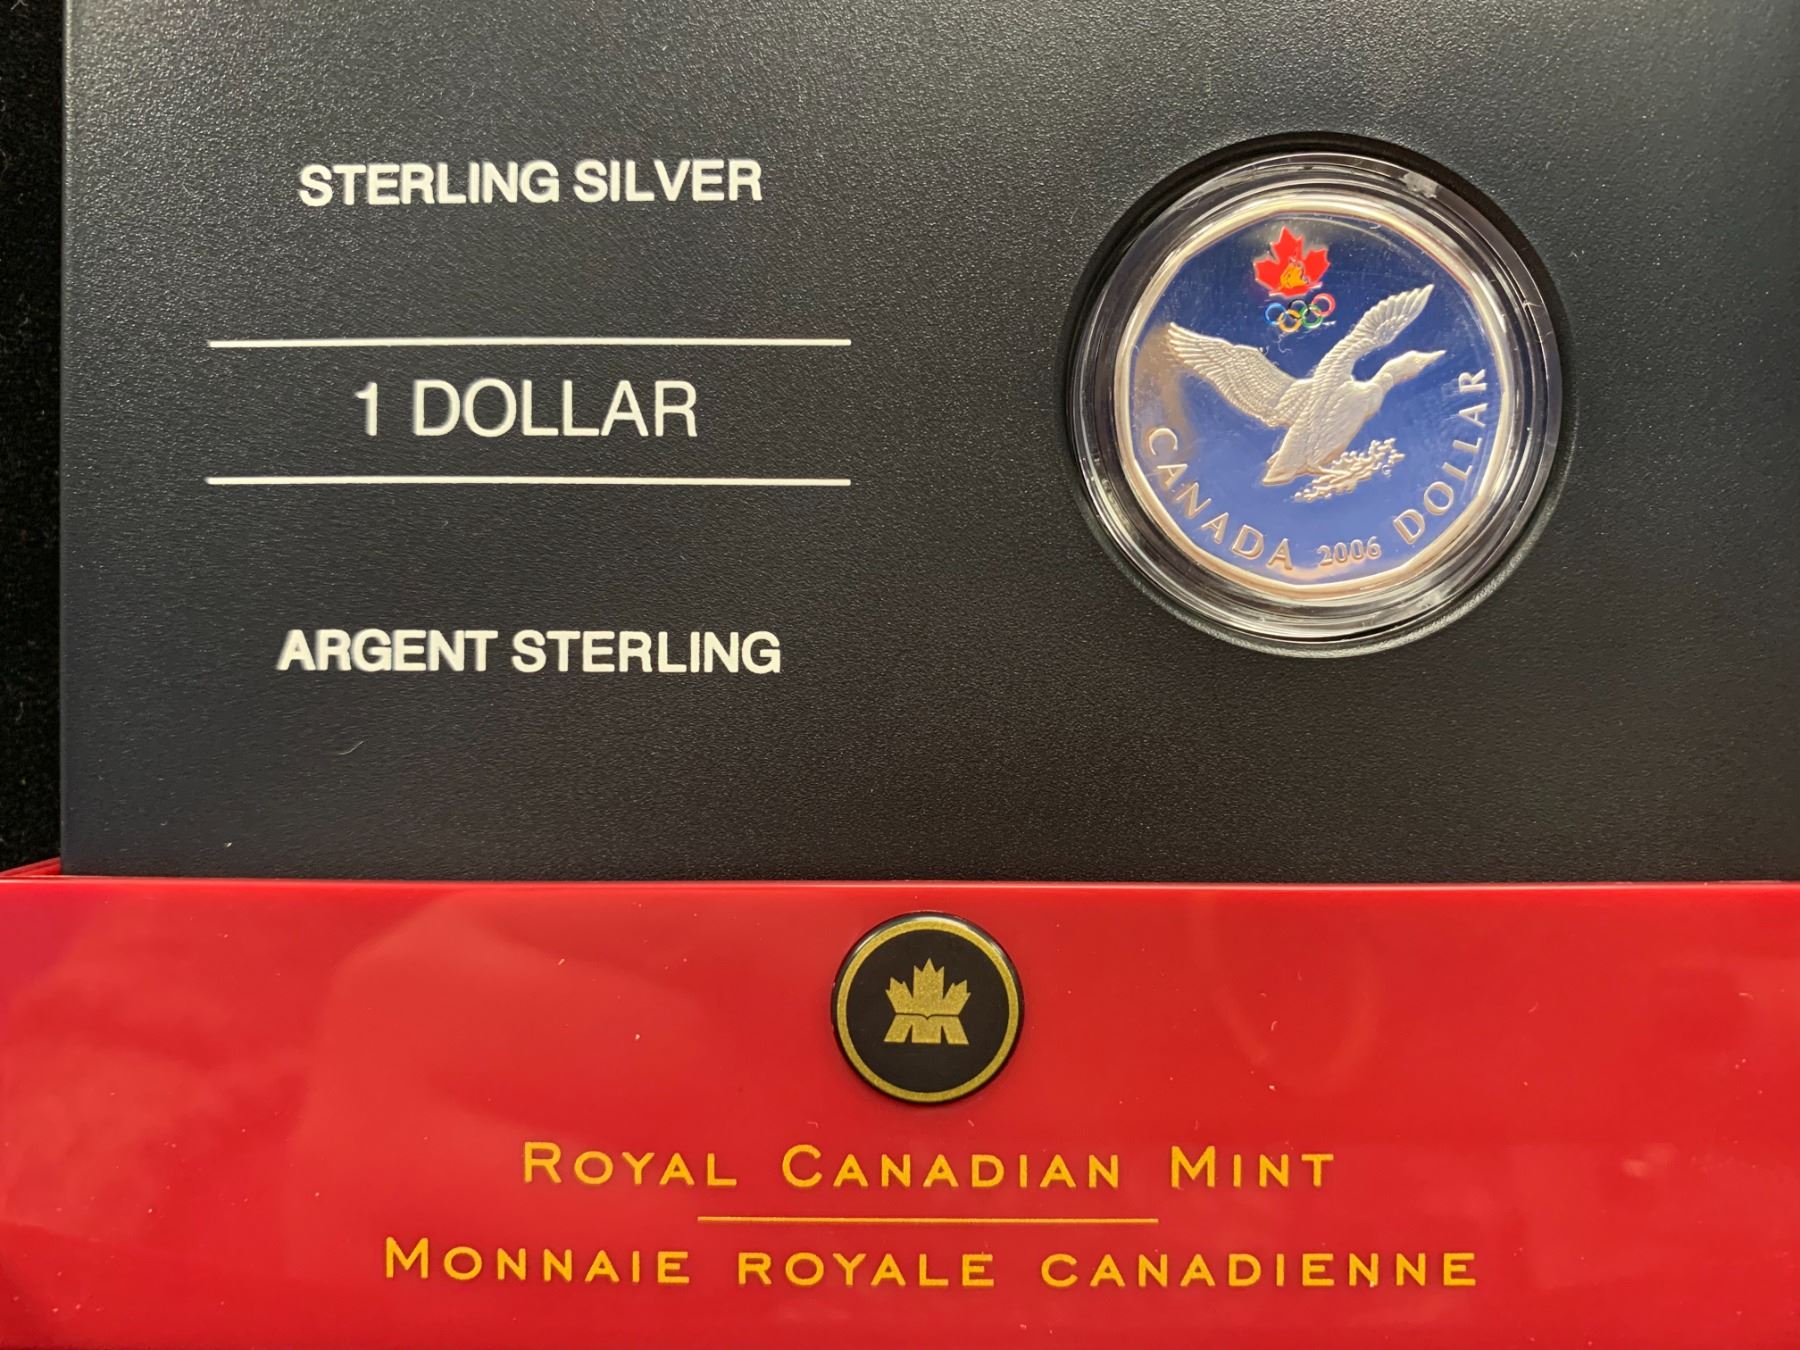 STERLING SILVER
1 DOLLAR
ARGENT STERLING
CANADA 2006 DOLLAR
ROYAL CANADIAN MINT
MONNAIE ROYALE CANADIENNE